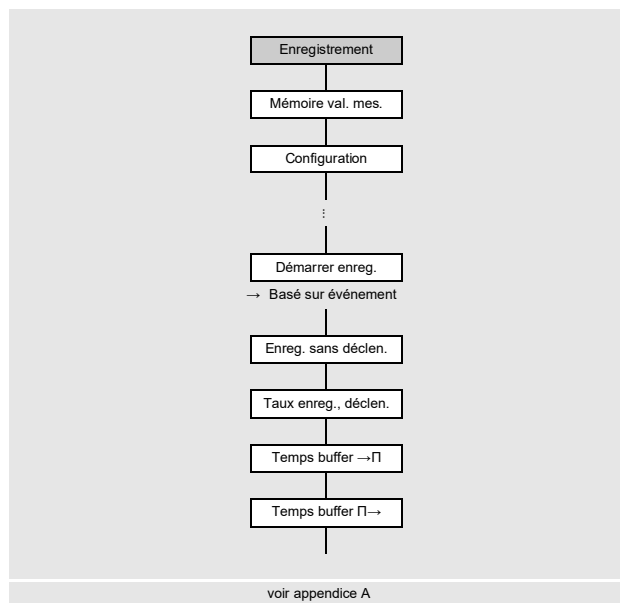 Enregistrement
Mémoire val. mes.
Configuration
⋮
Démarrer enreg.
→ Basé sur événement
Enreg. sans déclen.
Taux enreg., déclen.
Temps buffer →Π
Temps buffer Π→
voir appendice A